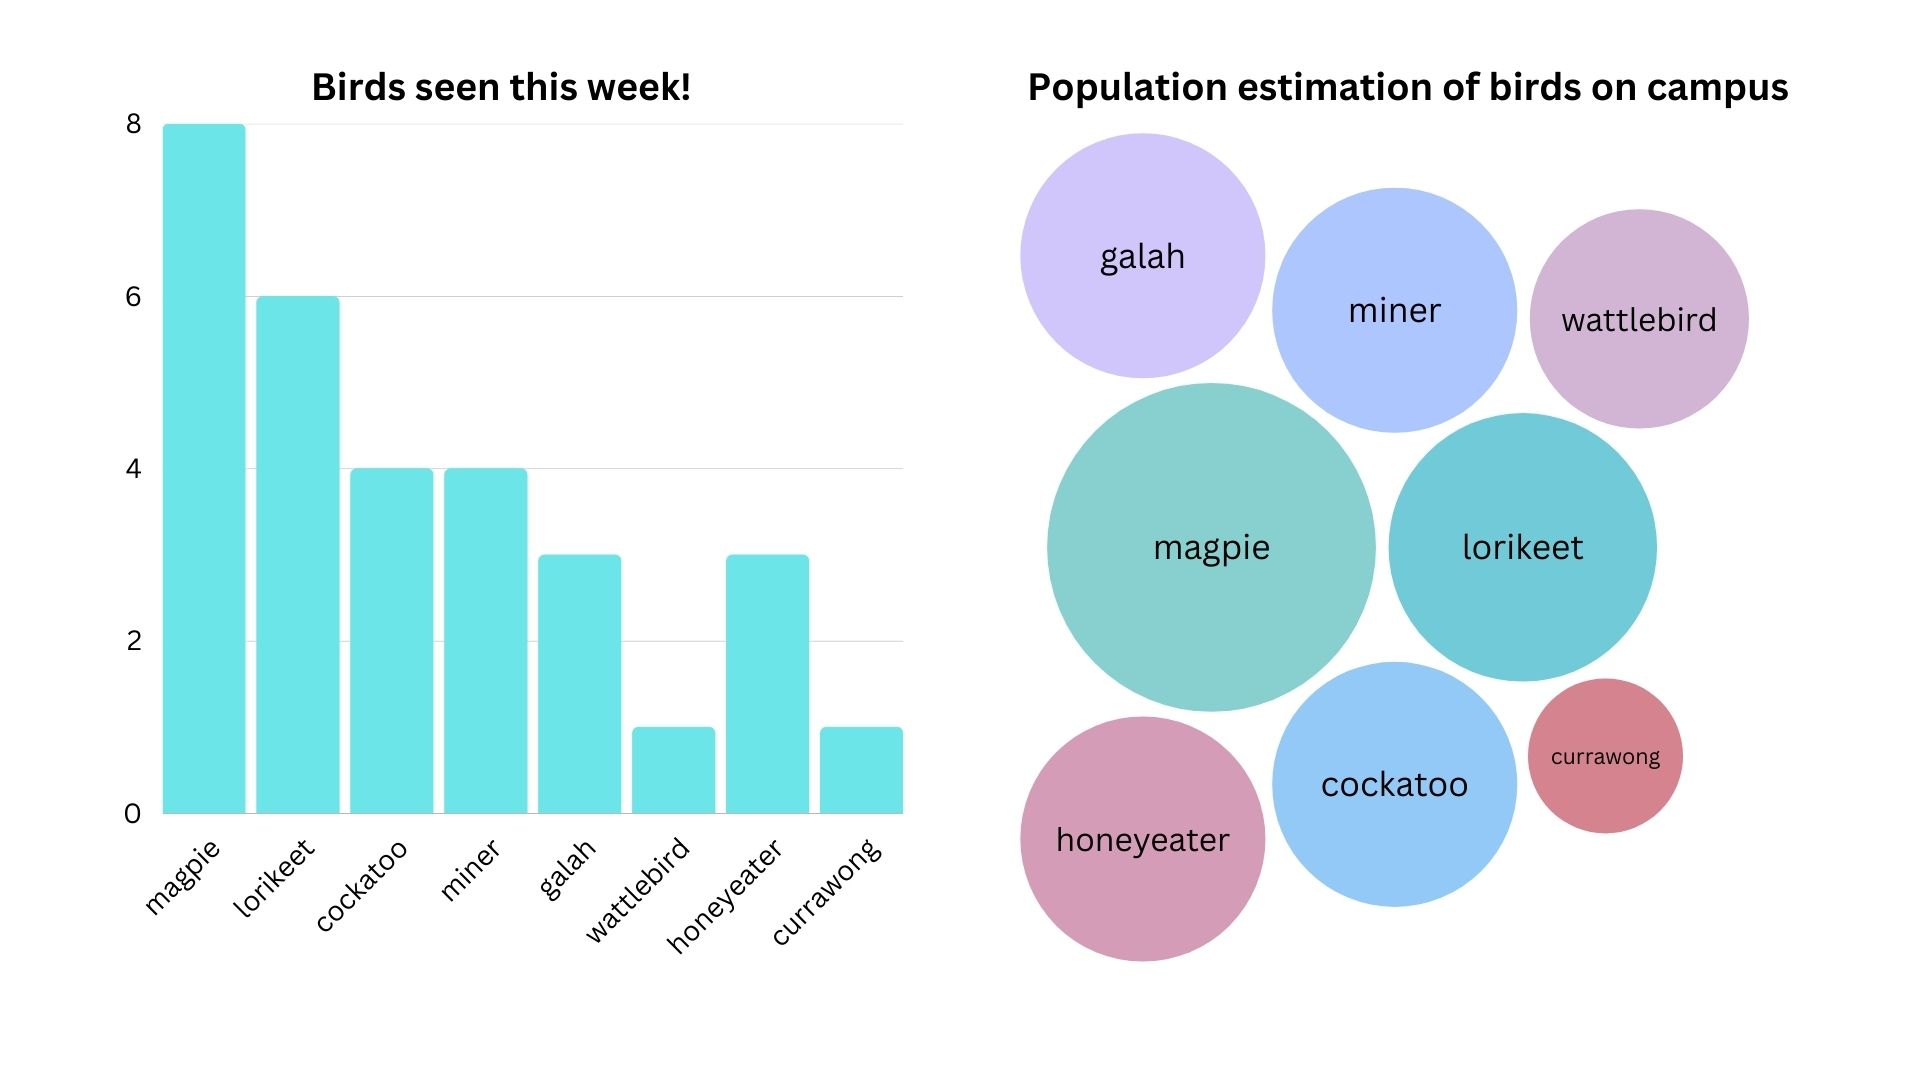 Birds seen this week!
8
6
4
2
0
magpie
lorikeet
cockatoo
miner
galah
wattlebird
honeyeater
currawong
Population estimation of birds on campus
galah
miner
wattlebird
magpie
lorikeet
cockatoo
currawong
honeyeater